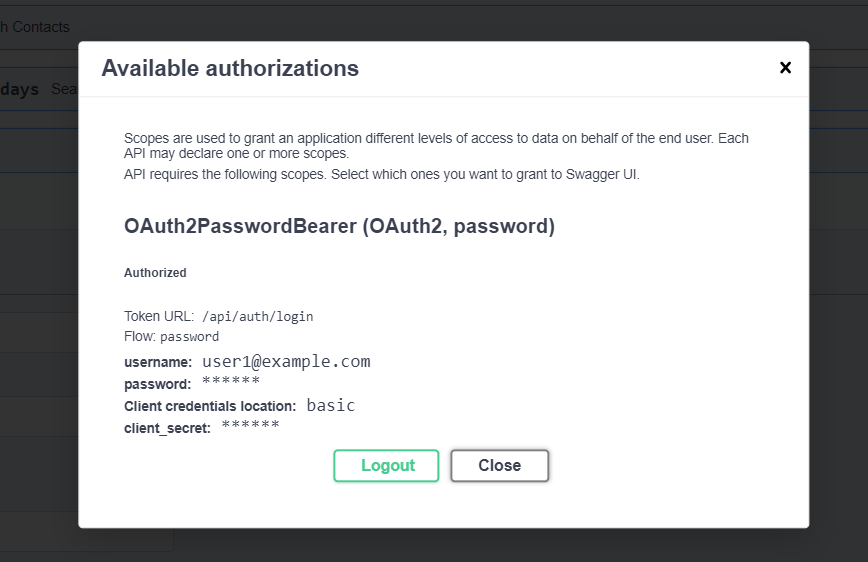 h Contacts
Available authorizations
days Sea
Scopes are used to grant an application different levels of access to data on behalf of the end user. Each
API may declare one or more scopes.
API requires the following scopes. Select which ones you want to grant to Swagger UI.
OAuth2PasswordBearer (OAuth2, password)
Authorized
Token URL: /api/auth/login
Flow: password
username: user1@example.com
password: ******
Client credentials location: basic
client_secret: ******
Logout Close